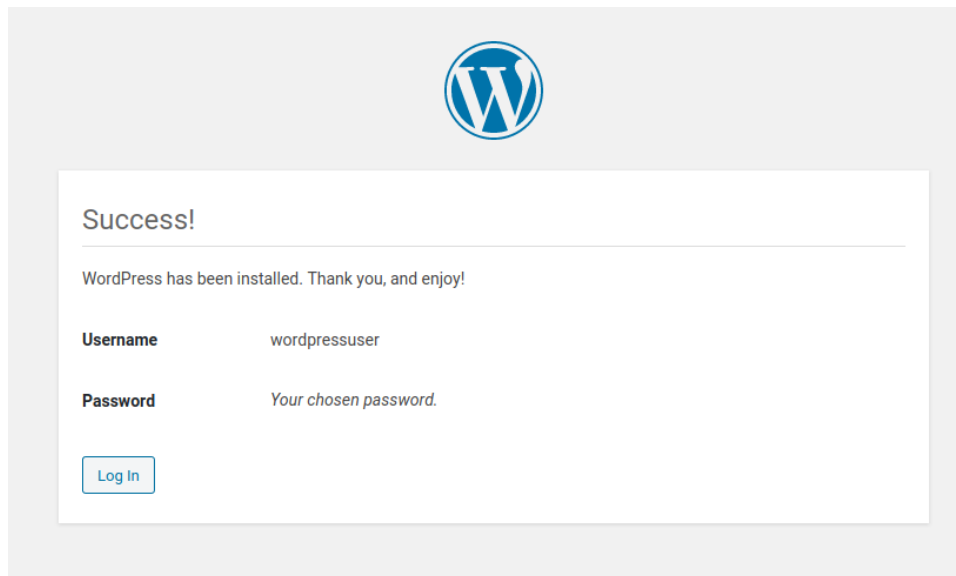 Success!
WordPress has been installed. Thank you, and enjoy!
Username wordpressuser
Password Your chosen password.
Log In